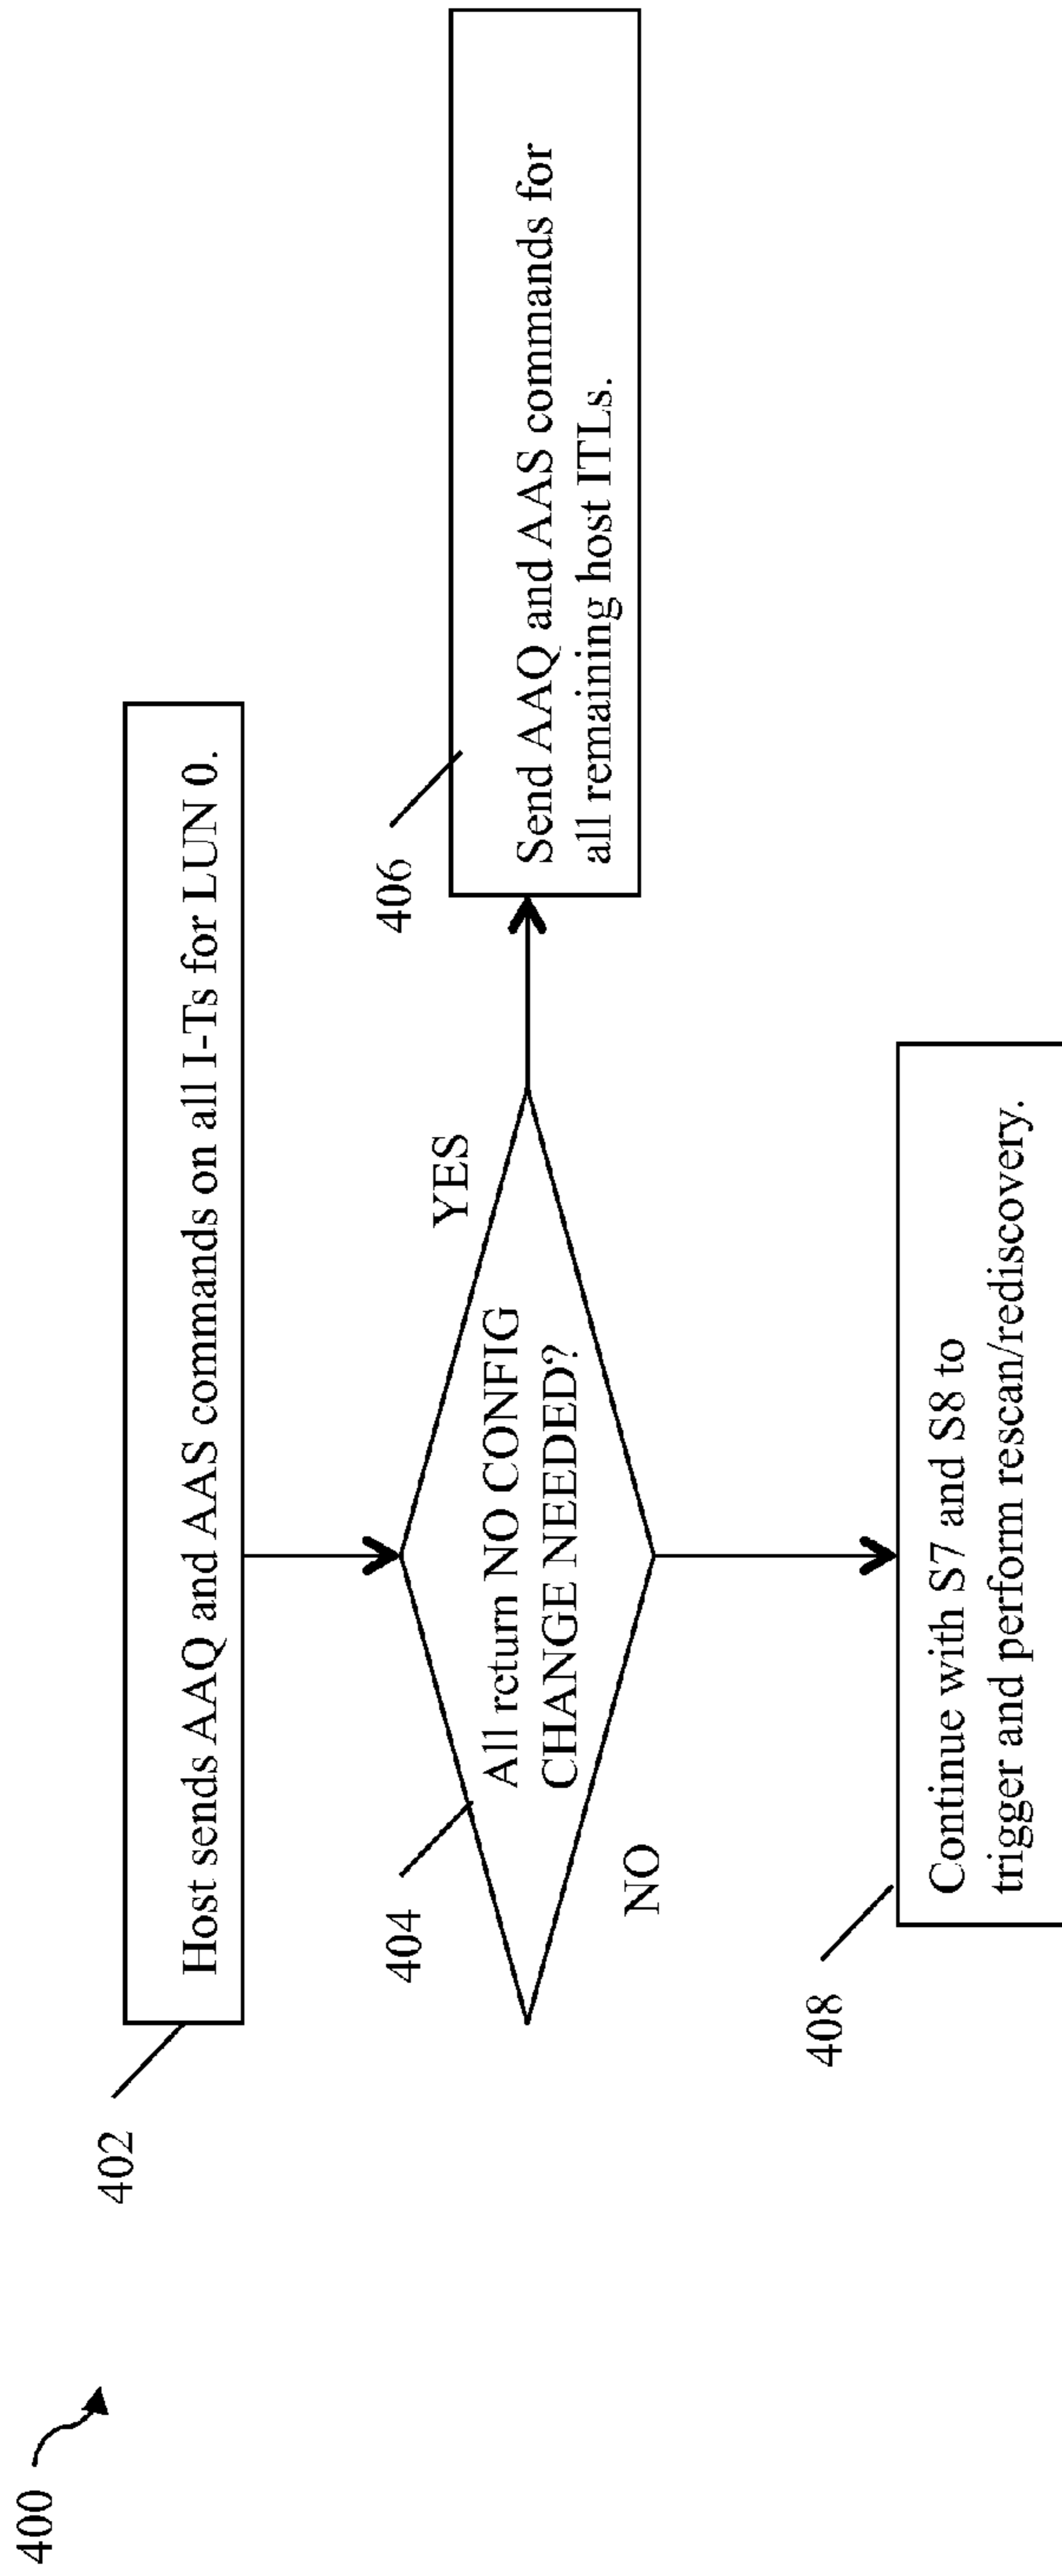 400
402
Host sends AAQ and AAS commands on all I-Ts for LUN 0.
404
All return NO CONFIG
CHANGE NEEDED?
YES
406
Send AAQ and AAS commands for
all remaining host ITLs.
NO
408
Continue with S7 and S8 to
trigger and perform rescan/rediscovery.